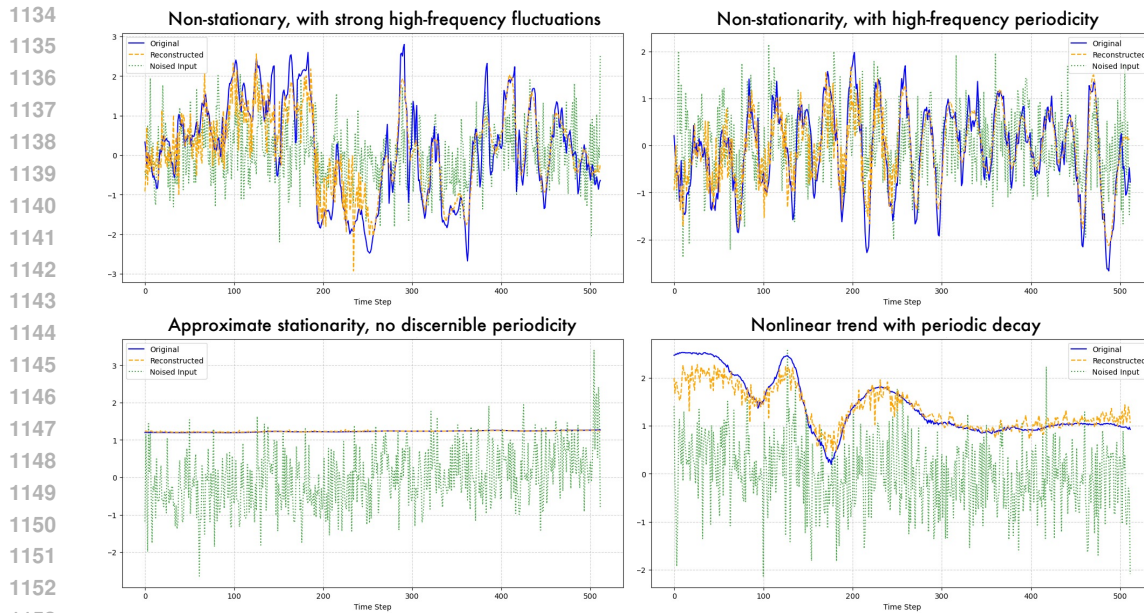 1134
1135
1136
1137
1138
1139
1140
1141
1142
1143
1144
1145
1146
1147
1148
1149
1150
1151
1152
Non-stationary, with strong high-frequency fluctuations
3
2
1
0
−1
−2
−3
Original
Reconstructed
Noised Input
0 100 200 300 400 500
Time Step
Non-stationarity, with high-frequency periodicity
2
1
0
−1
−2
Original
Reconstructed
Noised Input
0 100 200 300 400 500
Time Step
Approximate stationarity, no discernible periodicity
3
2
1
0
−1
−2
Original
Reconstructed
Noised Input
0 100 200 300 400 500
Time Step
Nonlinear trend with periodic decay
2
1
0
−1
−2
Original
Reconstructed
Noised Input
0 100 200 300 400 500
Time Step